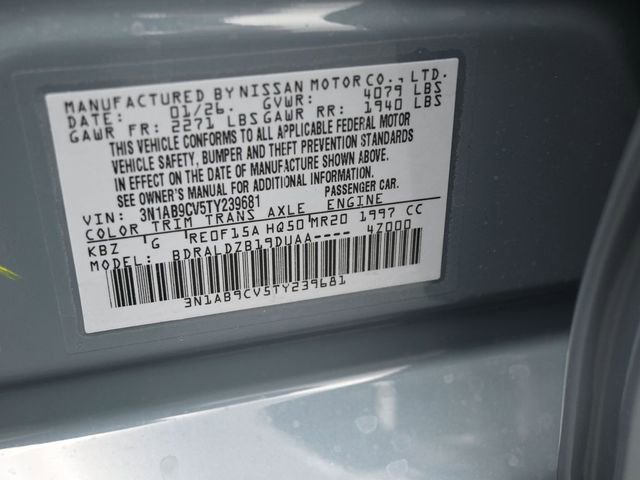 MANUFACTURED BY NISSAN MOTOR CO., LTD.
DATE: 01/26. GVWR: 4079 LBS
GAWR FR: 2271 LBS GAWR RR: 1940 LBS
THIS VEHICLE CONFORMS TO ALL APPLICABLE FEDERAL MOTOR
VEHICLE SAFETY, BUMPER AND THEFT PREVENTION STANDARDS
IN EFFECT ON THE DATE OF MANUFACTURE SHOWN ABOVE.
SEE OWNER'S MANUAL FOR ADDITIONAL INFORMATION.
VIN: 3N1AB9CV5TY239681 PASSENGER CAR.
COLOR TRIM TRANS AXLE ENGINE
KBZ G RE0F15A HQ50 MR20 1997 CC
MODEL: BDRALDZB19DUAA---- 47000
3N1AB9CV5TY239681